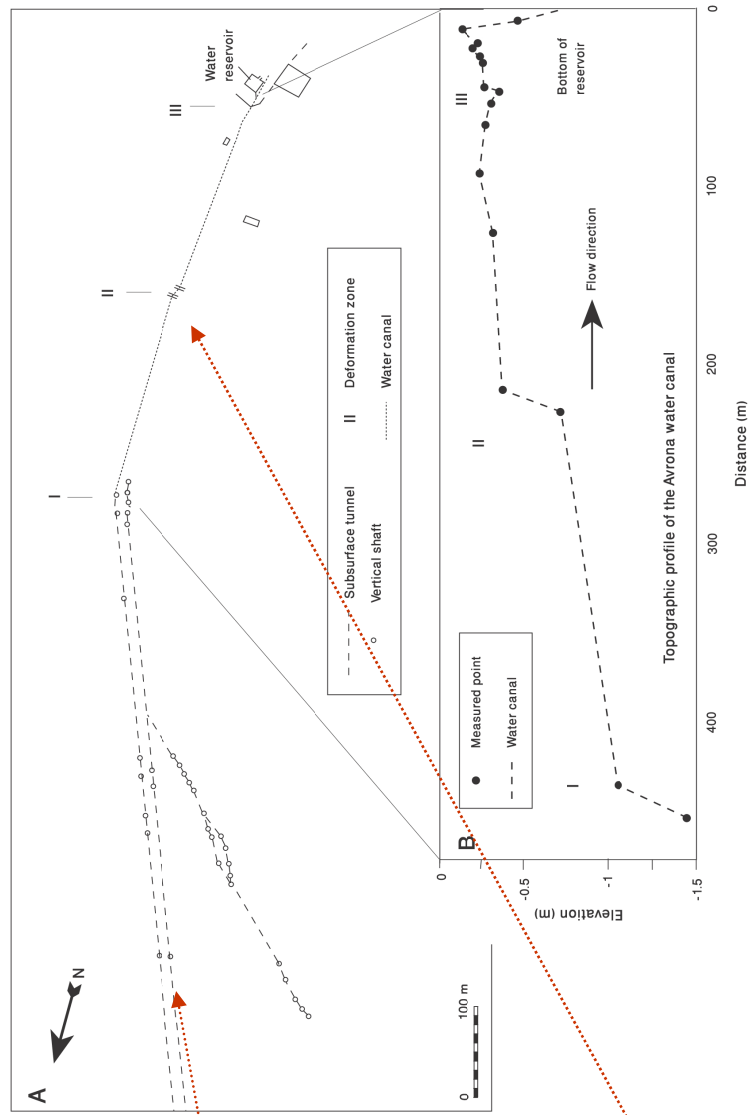 A
N
0 100 m
I
II
III
Water
reservoir
Subsurface tunnel
Vertical shaft
II Deformation zone
Water canal
B
Measured point
Water canal
I
II
III
Bottom of
reservoir
Flow direction
Topographic profile of the Avrona water canal
Elevation (m)
0
-0.5
-1
-1.5
400
300
200
100
0
Distance (m)